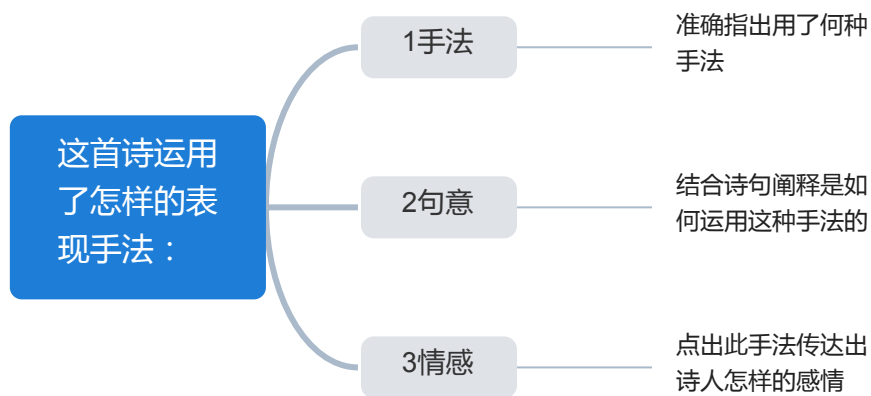 这首诗运用
了怎样的表
现手法：
1手法
准确指出用了何种
手法
2句意
结合诗句阐释是如
何运用这种手法的
3情感
点出此手法传达出
诗人怎样的感情